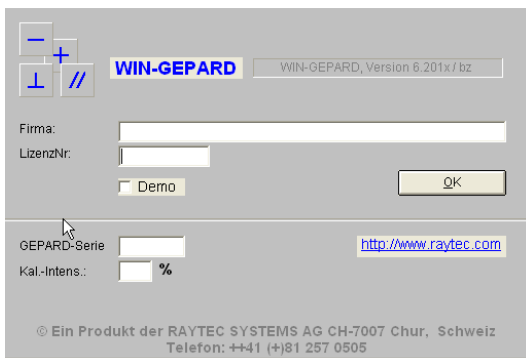 WIN-GEPARD
WIN-GEPARD, Version 6.201x / bz
Firma:
LizenzNr:
Demo
OK
GEPARD-Serie
http://www.raytec.com
Kal.-Intens.: %
© Ein Produkt der RAYTEC SYSTEMS AG CH-7007 Chur, Schweiz
Telefon: ++41 (+)81 257 0505